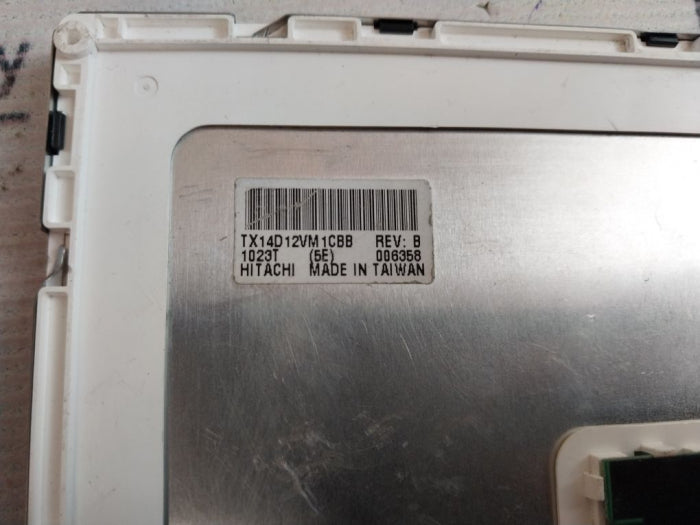 TX14D12VM1CBB REV: B
1023T (5E) 006358
HITACHI MADE IN TAIWAN